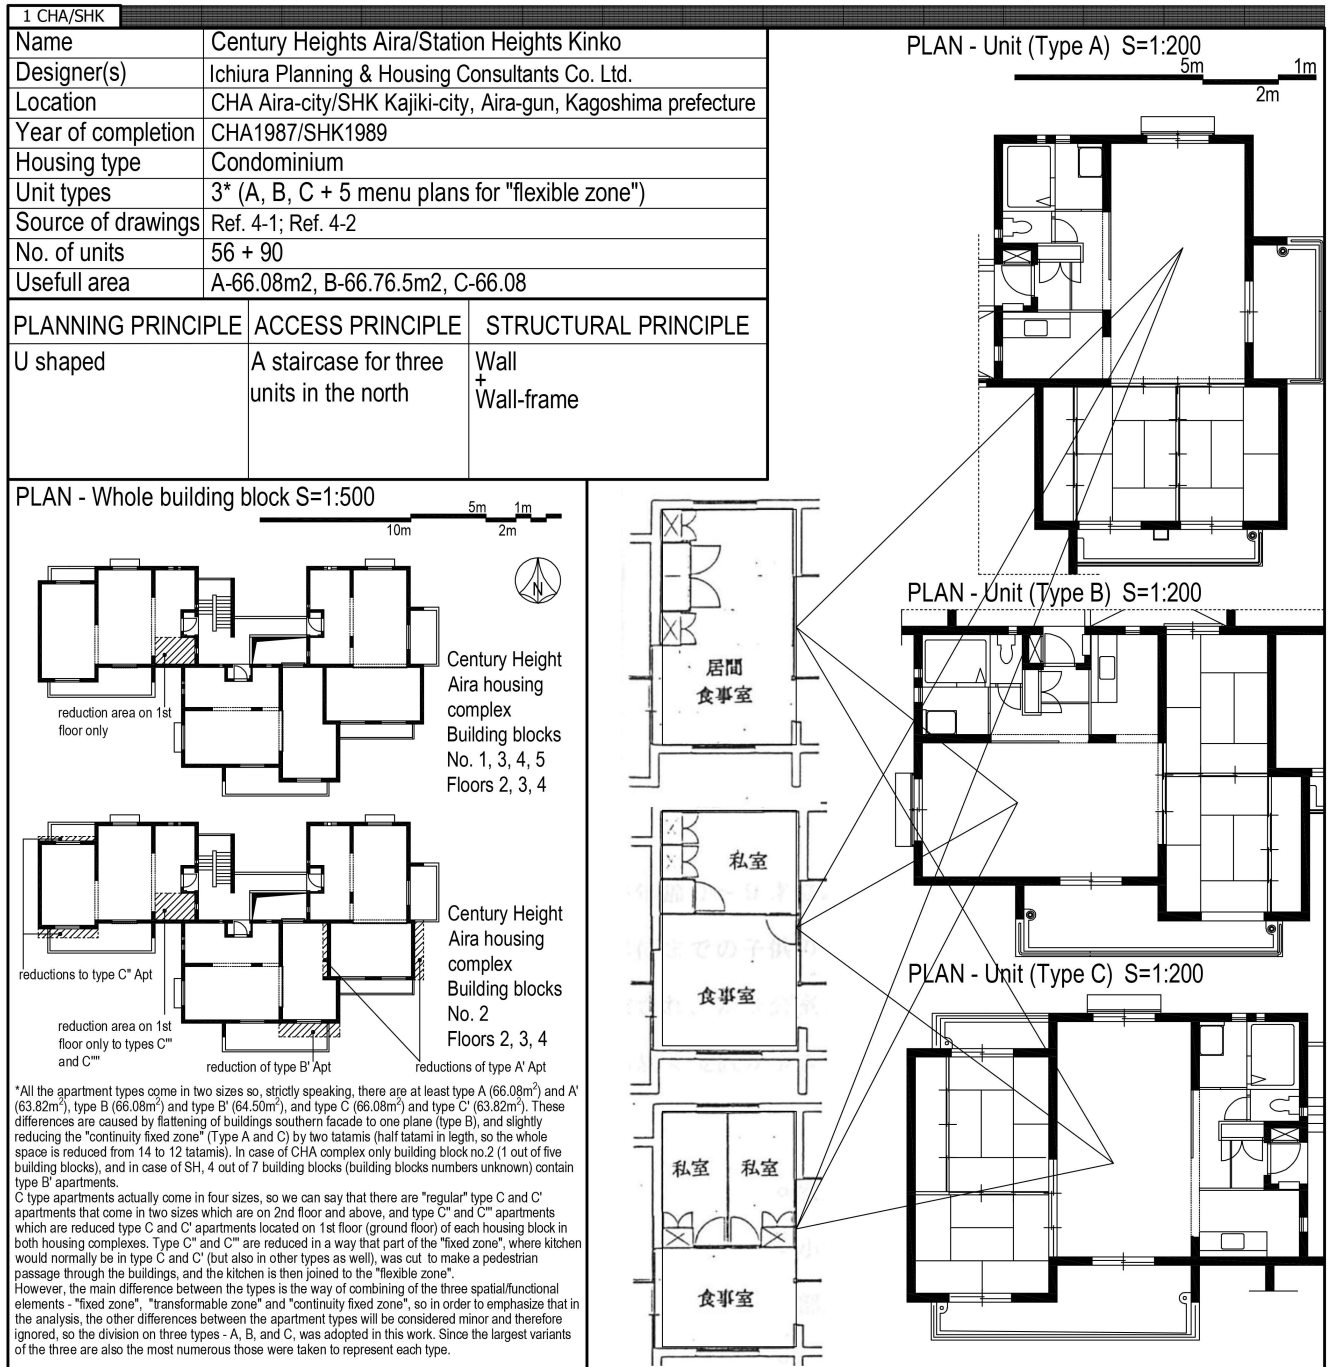 1 CHA/SHK
Name Century Heights Aira/Station Heights Kinko
Designer(s) Ichiura Planning & Housing Consultants Co. Ltd.
Location CHA Aira-city/SHK Kajiki-city, Aira-gun, Kagoshima prefecture
Year of completion CHA1987/SHK1989
Housing type Condominium
Unit types 3* (A, B, C + 5 menu plans for "flexible zone")
Source of drawings Ref. 4-1; Ref. 4-2
No. of units 56 + 90
Usefull area A-66.08m2, B-66.76.5m2, C-66.08
PLANNING PRINCIPLE ACCESS PRINCIPLE STRUCTURAL PRINCIPLE
U shaped
A staircase for three
units in the north
Wall
+
Wall-frame
PLAN - Unit (Type A) S=1:200
5m 1m
2m
PLAN - Whole building block S=1:500
5m 1m
10m 2m
N
reduction area on 1st
floor only
Century Height
Aira housing
complex
Building blocks
No. 1, 3, 4, 5
Floors 2, 3, 4
reductions to type C" Apt
reduction area on 1st
floor only to types C'"
and C""
reduction of type B' Apt
reductions of type A' Apt
Century Height
Aira housing
complex
Building blocks
No. 2
Floors 2, 3, 4
*All the apartment types come in two sizes so, strictly speaking, there are at least type A (66.08m²) and A'
(63.82m²), type B (66.08m²) and type B' (64.50m²), and type C (66.08m²) and type C' (63.82m²). These
differences are caused by flattening of buildings southern facade to one plane (type B), and slightly
reducing the "continuity fixed zone" (Type A and C) by two tatamis (half tatami in legth, so the whole
space is reduced from 14 to 12 tatamis). In case of CHA complex only building block no.2 (1 out of five
building blocks), and in case of SH, 4 out of 7 building blocks (building blocks numbers unknown) contain
type B' apartments.
C type apartments actually come in four sizes, so we can say that there are "regular" type C and C'
apartments that come in two sizes which are on 2nd floor and above, and type C" and C'" apartments
which are reduced type C and C' apartments located on 1st floor (ground floor) of each housing block in
both housing complexes. Type C" and C'" are reduced in a way that part of the "fixed zone", where kitchen
would normally be in type C and C' (but also in other types as well), was cut to make a pedestrian
passage through the buildings, and the kitchen is then joined to the "flexible zone".
However, the main difference between the types is the way of combining of the three spatial/functional
elements - "fixed zone", "transformable zone" and "continuity fixed zone", so in order to emphasize that in
the analysis, the other differences between the apartment types will be considered minor and therefore
ignored, so the division on three types - A, B, and C, was adopted in this work. Since the largest variants
of the three are also the most numerous those were taken to represent each type.
居間
食事室
私室
食事室
私室 私室
食事室
PLAN - Unit (Type B) S=1:200
PLAN - Unit (Type C) S=1:200